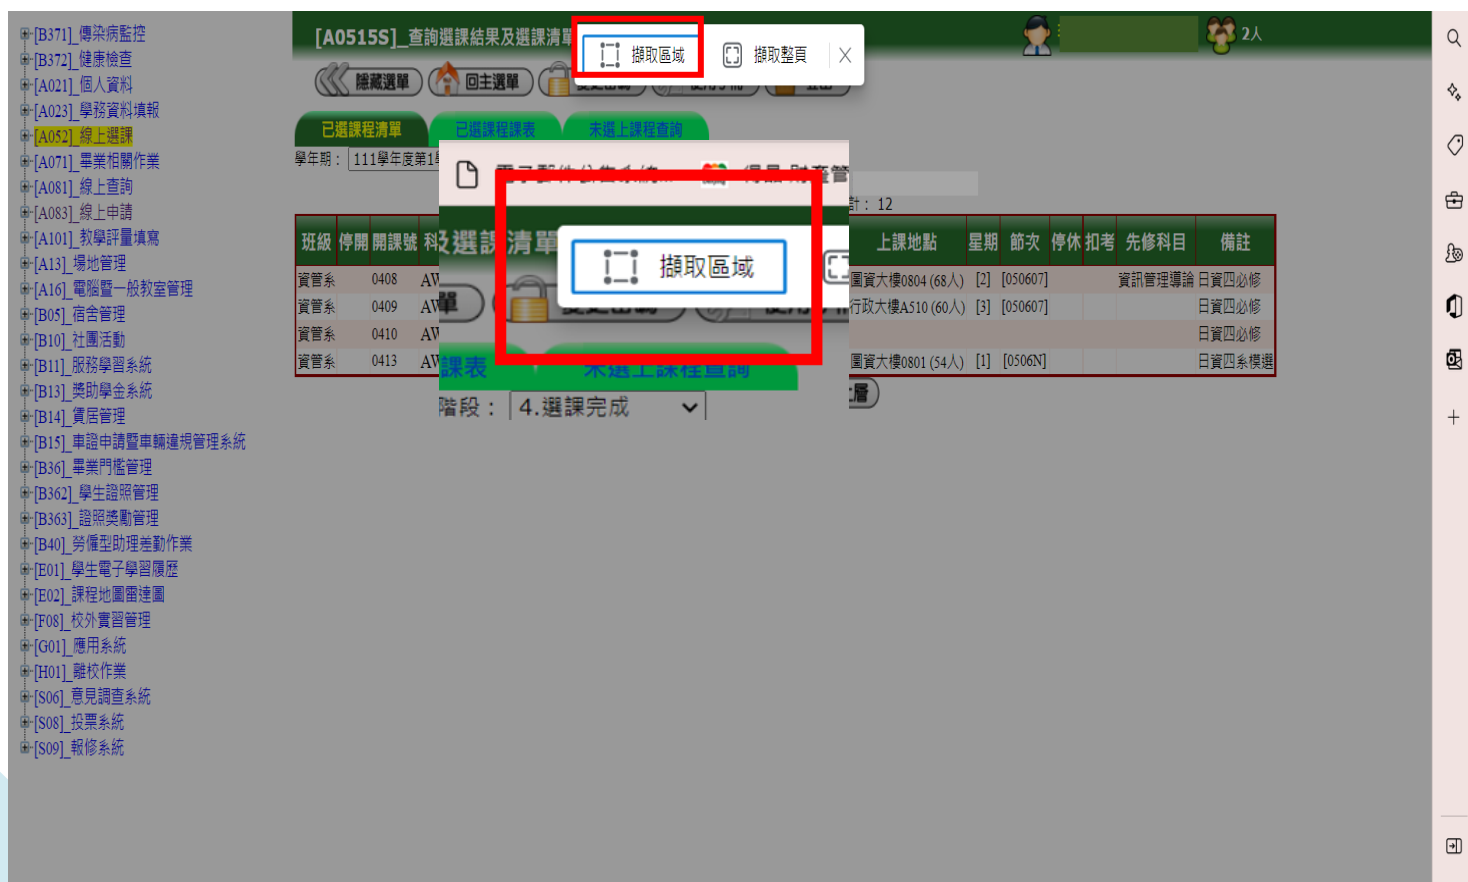 [B371]_傳染病監控
[B372]_健康檢查
[A021]_個人資料
[A023]_學務資料填報
[A052]_線上選課
[A071]_畢業相關作業
[A081]_線上查詢
[A083]_線上申請
[A101]_教學評量填寫
[A13]_場地管理
[A16]_電腦暨一般教室管理
[B05]_宿舍管理
[B10]_社團活動
[B11]_服務學習系統
[B13]_獎助學金系統
[B14]_賃居管理
[B15]_車證申請暨車輛違規管理系統
[B36]_畢業門檻管理
[B362]_學生證照管理
[B363]_證照獎勵管理
[B40]_勞僱型助理差勤作業
[E01]_學生電子學習履歷
[E02]_課程地圖雷達圖
[F08]_校外實習管理
[G01]_應用系統
[H01]_離校作業
[S06]_意見調查系統
[S08]_投票系統
[S09]_報修系統
[A0515S]_查詢選課結果及選課清單
擷取區域 擷取整頁
2人
隱藏選單 回主選單
已選課程清單 已選課程課表 未選上課程查詢
學年期： 111學年度第1
計： 12
班級 停開 開課號 科 上課地點 星期 節次 停休 扣考 先修科目 備註
資管系 0408 AW 圖資大樓0804 (68人) [2] [050607] 資訊管理導論 日資四必修
資管系 0409 AW 行政大樓A510 (60人) [3] [050607] 日資四必修
資管系 0410 AW 日資四必修
資管系 0413 AW 圖資大樓0801 (54人) [1] [0506N] 日資四系模選
及選課清單
擷取區域
單
課表 未選上課程查詢
階段： 4.選課完成
層